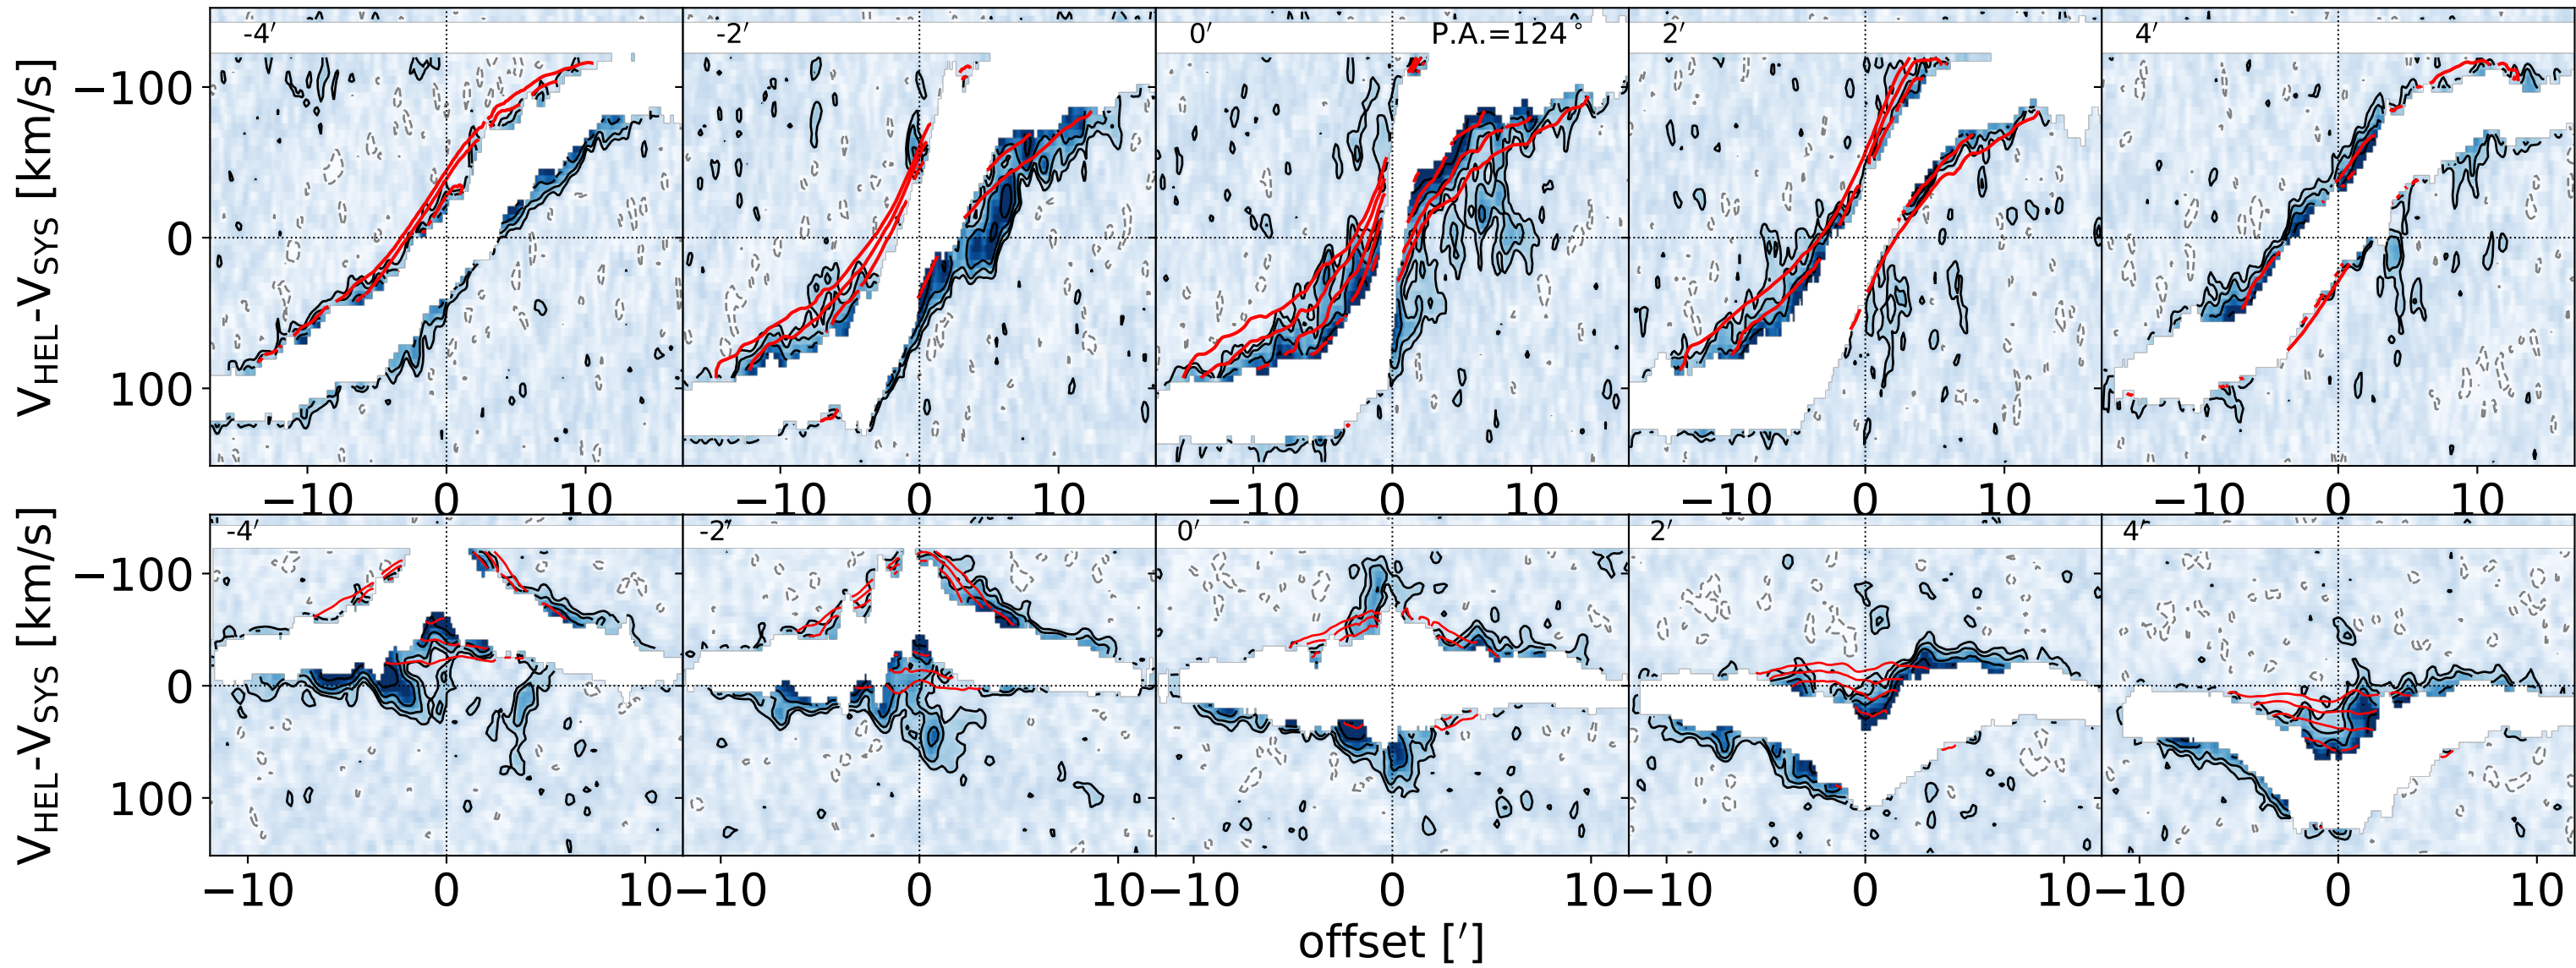 -4′ -2′ 0′ P.A.=124° 2′ 4′
V_HEL-V_SYS [km/s]
−100
0
100
−10 0 10 −10 0 10 −10 0 10 −10 0 10 −10 0 10
-4′ -2′ 0′ 2′ 4′
V_HEL-V_SYS [km/s]
−100
0
100
−10 0 10 −10 0 10 −10 0 10 −10 0 10 −10 0 10
offset [′]